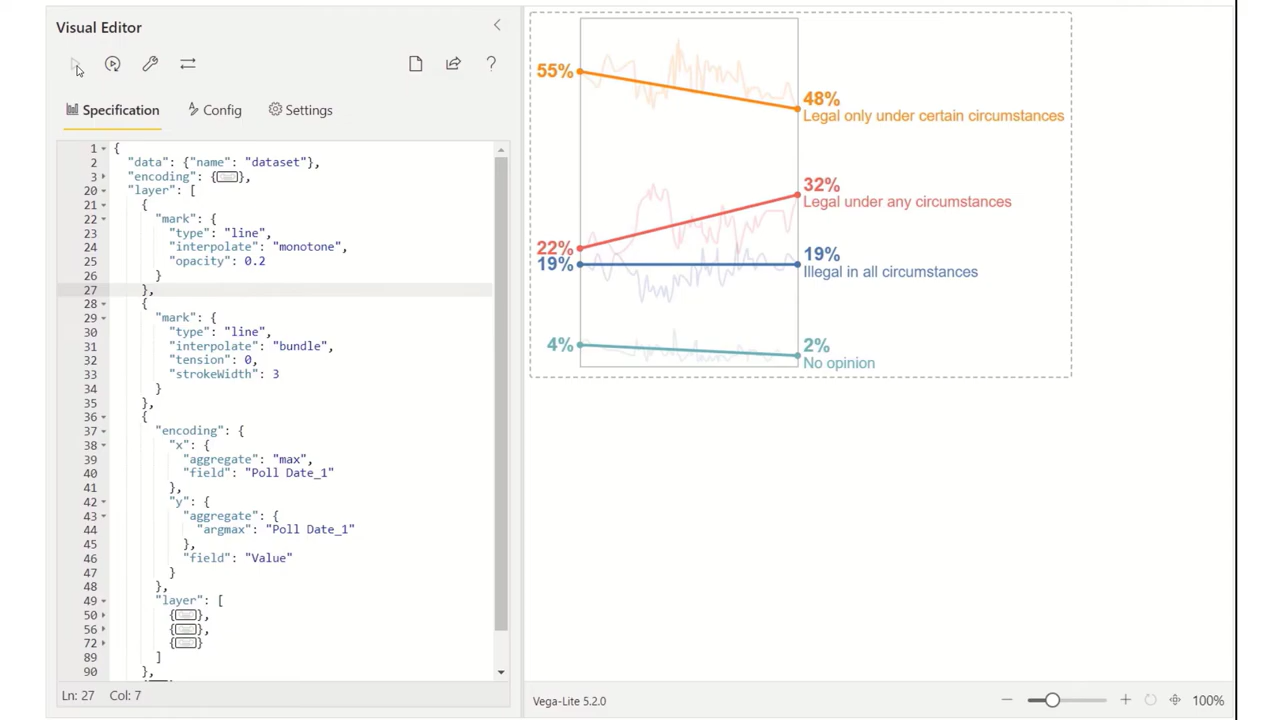 Visual Editor
Specification
Config
Settings
1 {
2 "data": {"name": "dataset"},
3 "encoding": { },
20 "layer": [
21 {
22 "mark": {
23 "type": "line",
24 "interpolate": "monotone",
25 "opacity": 0.2
26 }
27 },
28 {
29 "mark": {
30 "type": "line",
31 "interpolate": "bundle",
32 "tension": 0,
33 "strokeWidth": 3
34 }
35 },
36 {
37 "encoding": {
38 "x": {
39 "aggregate": "max",
40 "field": "Poll Date_1"
41 },
42 "y": {
43 "aggregate": {
44 "argmax": "Poll Date_1"
45 },
46 "field": "Value"
47 }
48 },
49 "layer": [
50 { },
56 { },
72 { }
89 ]
90 },
Ln: 27 Col: 7
55%
48%
Legal only under certain circumstances
32%
Legal under any circumstances
22%
19%
19%
Illegal in all circumstances
4%
2%
No opinion
Vega-Lite 5.2.0
100%